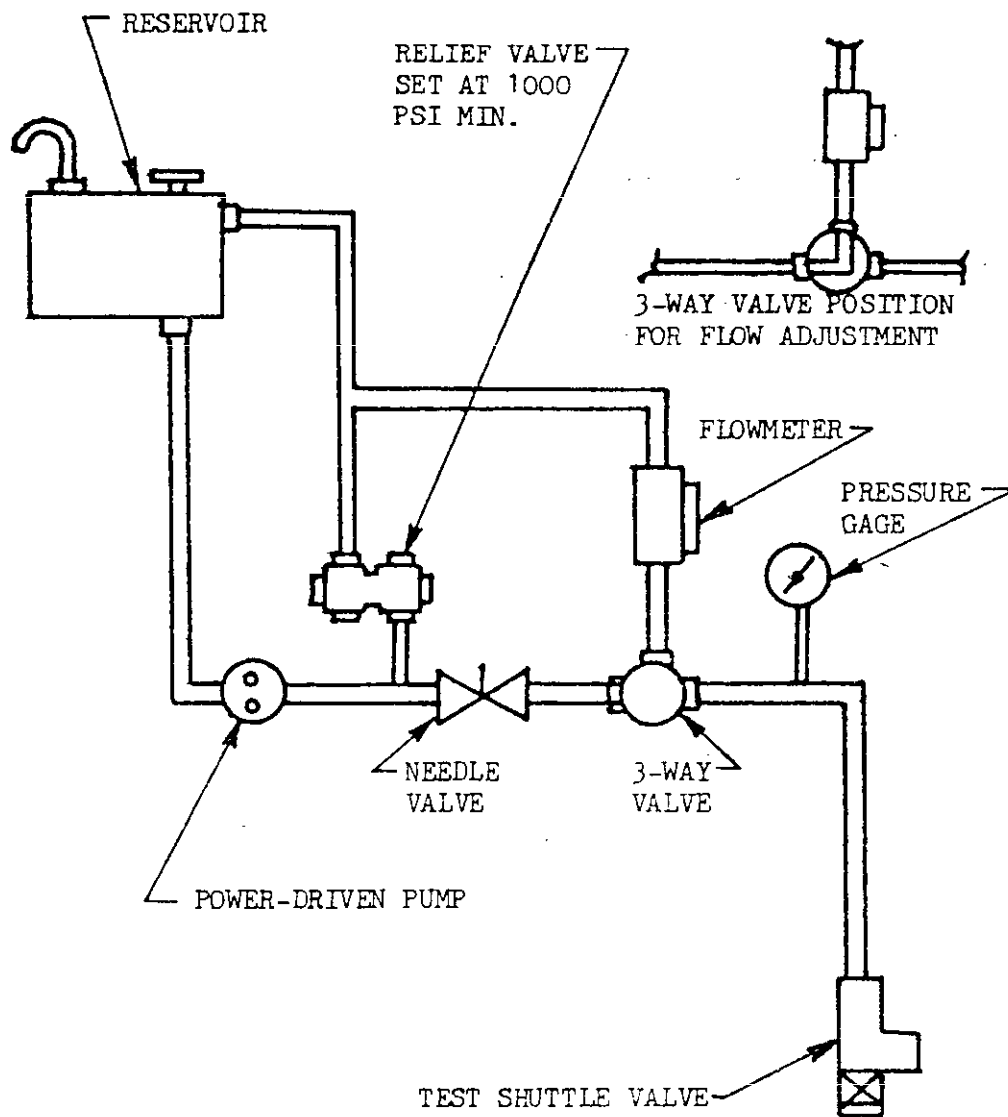 RESERVOIR
RELIEF VALVE
SET AT 1000
PSI MIN.
3-WAY VALVE POSITION
FOR FLOW ADJUSTMENT
FLOWMETER
PRESSURE
GAGE
NEEDLE
VALVE
3-WAY
VALVE
POWER-DRIVEN PUMP
TEST SHUTTLE VALVE